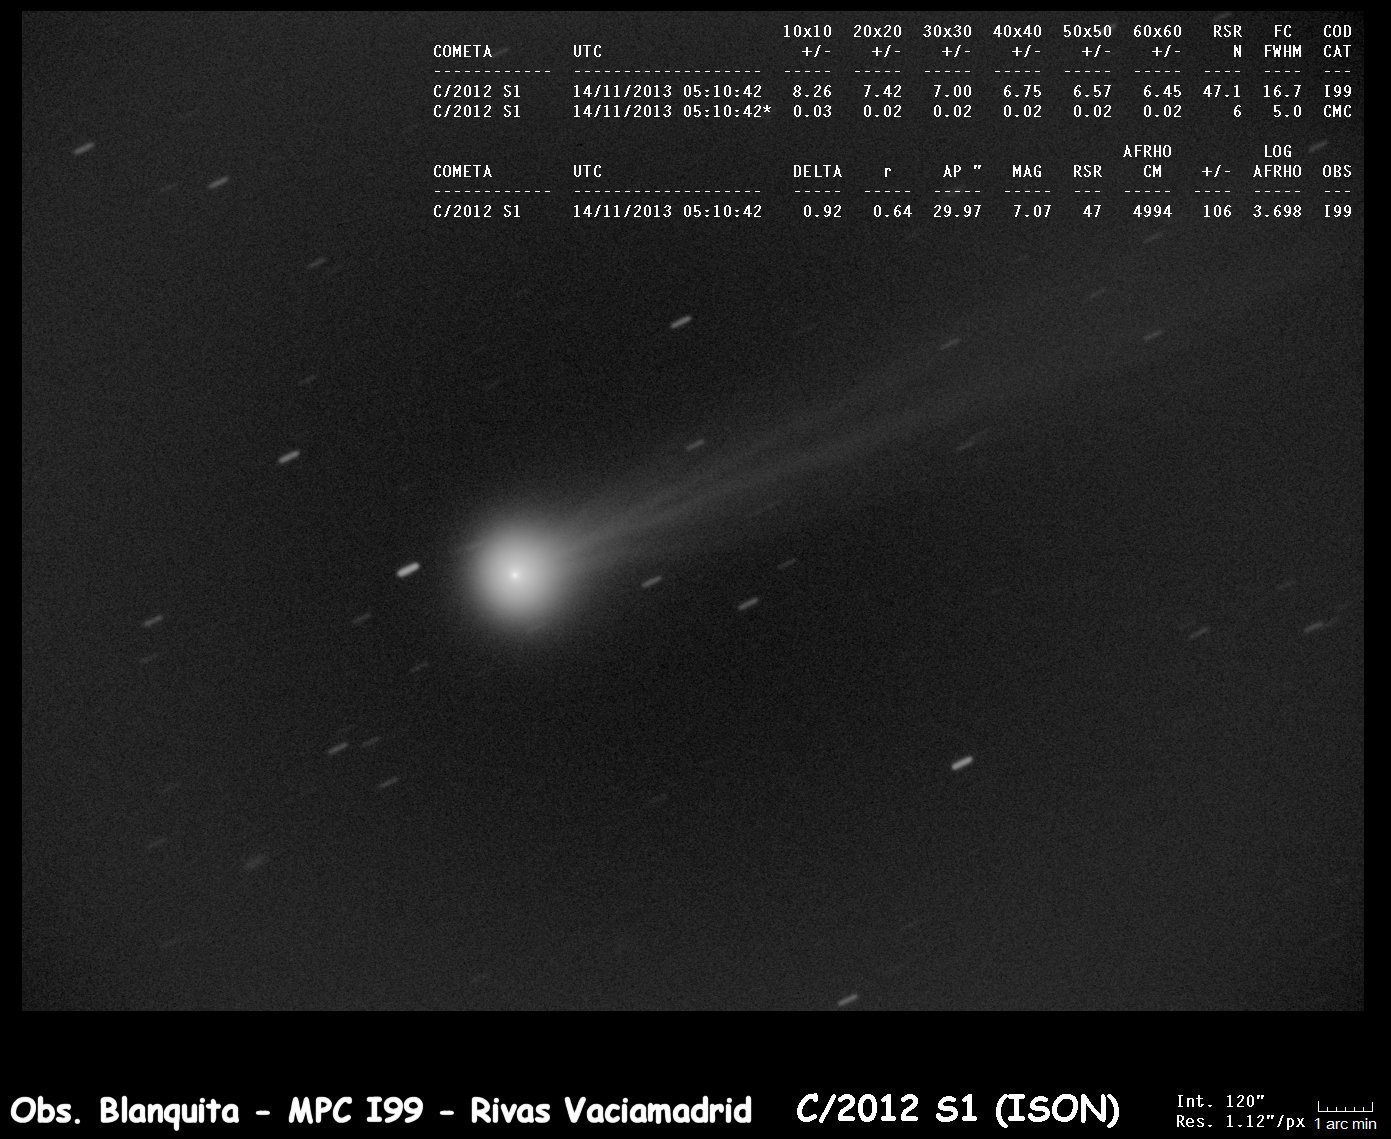 10x10 20x20 30x30 40x40 50x50 60x60 RSR FC COD
COMETA UTC +/- +/- +/- +/- +/- +/- N FWHM CAT
------------ ------------------- ----- ----- ----- ----- ----- ----- ---- ---- ---
C/2012 S1 14/11/2013 05:10:42 8.26 7.42 7.00 6.75 6.57 6.45 47.1 16.7 I99
C/2012 S1 14/11/2013 05:10:42* 0.03 0.02 0.02 0.02 0.02 0.02 6 5.0 CMC
AFRHO LOG
COMETA UTC DELTA r AP " MAG RSR CM +/- AFRHO OBS
------------ ------------------- ----- ----- ----- ----- --- ----- ---- ----- ---
C/2012 S1 14/11/2013 05:10:42 0.92 0.64 29.97 7.07 47 4994 106 3.698 I99
Obs. Blanquita - MPC I99 - Rivas Vaciamadrid C/2012 S1 (ISON)
Int. 120"
Res. 1.12"/px 1 arc min